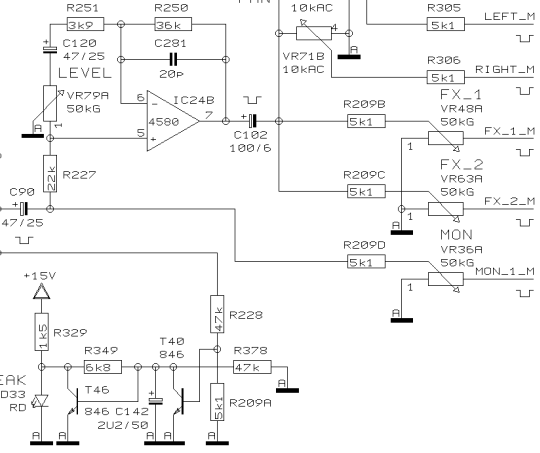 R251
3k9
R250
36k
10kAC
4
R305
5k1
LEFT_M
C120
47/25
C281
20p
A
VR71B
10kAC
R306
5k1
RIGHT_M
LEVEL
VR79A
50kG
A
1
IC24B
6
-
4580
7
5
+
C102
100/6
+
R209B
5k1
FX_1
VR48A
50kG
FX_1_M
1
R227
22k
R209C
5k1
FX_2
VR63A
50kG
FX_2_M
1
A
C90
+
47/25
R209D
5k1
MON
VR36A
50kG
MON_1_M
1
A
+15V
R329
1k5
R228
47k
R349
6k8
T40
846
R378
47k
A
EAK
D33
RD
T46
846
C142
2U2/50
+
R209A
5k1
A
A
A
A
A